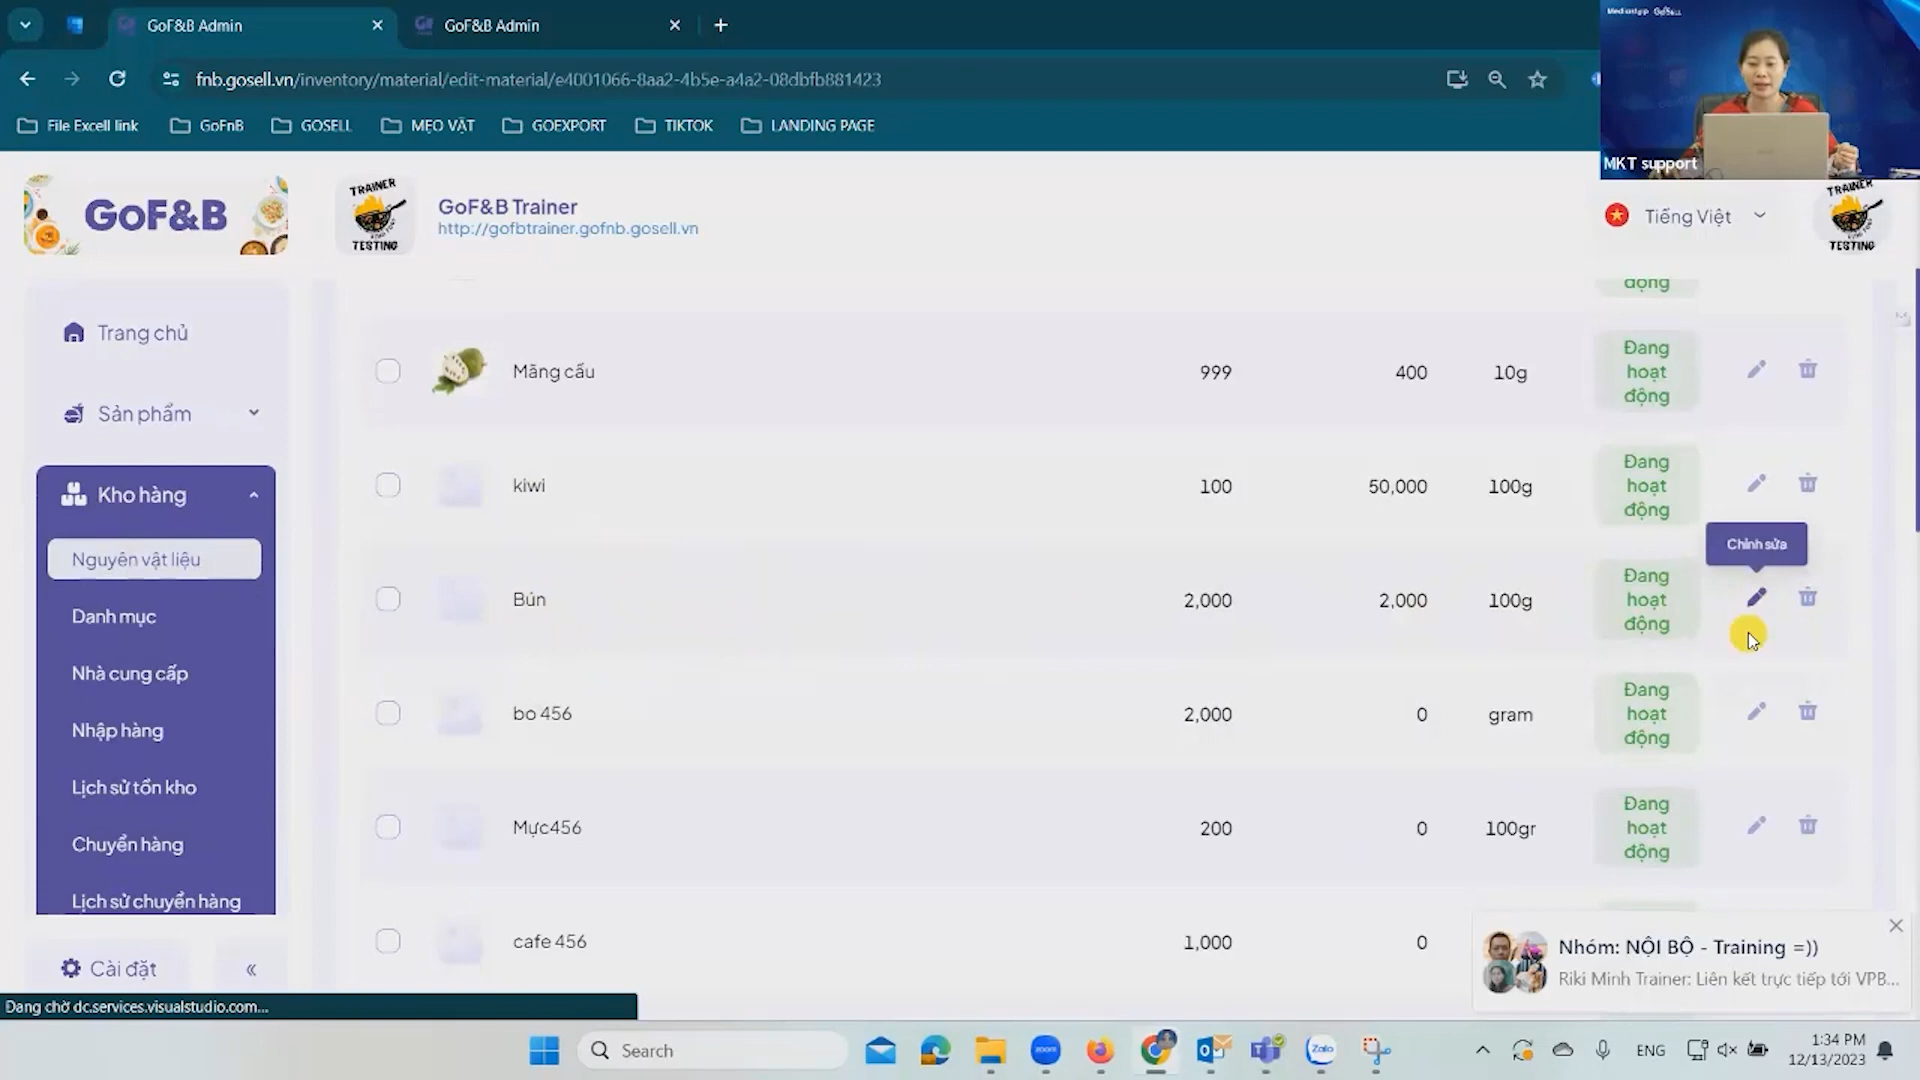 GoF&B Admin
GoF&B Admin
fnb.gosell.vn/inventory/material/edit-material/e4001066-8aa2-4b5e-a4a2-08dbfb881423
File Excell link
GoFnB
GOSELL
MẸO VẶT
GOEXPORT
TIKTOK
LANDING PAGE
MKT support
GoF&B
TRAINER
TESTING
GoF&B Trainer
http://gofbtrainer.gofnb.gosell.vn
Tiếng Việt
TRAINER
TESTING
Trang chủ
Sản phẩm
Kho hàng
Nguyên vật liệu
Danh mục
Nhà cung cấp
Nhập hàng
Lịch sử tồn kho
Chuyển hàng
Lịch sử chuyển hàng
Cài đặt
động
Mãng cầu 999 400 10g Đang hoạt động
kiwi 100 50,000 100g Đang hoạt động
Chỉnh sửa
Bún 2,000 2,000 100g Đang hoạt động
bo 456 2,000 0 gram Đang hoạt động
Mực456 200 0 100gr Đang hoạt động
cafe 456 1,000 0
Nhóm: NỘI BỘ - Training =))
Riki Minh Trainer: Liên kết trực tiếp tới VPB...
Đang chờ dc.services.visualstudio.com...
Search
zoom
Zalo
ENG
1:34 PM
12/13/2023